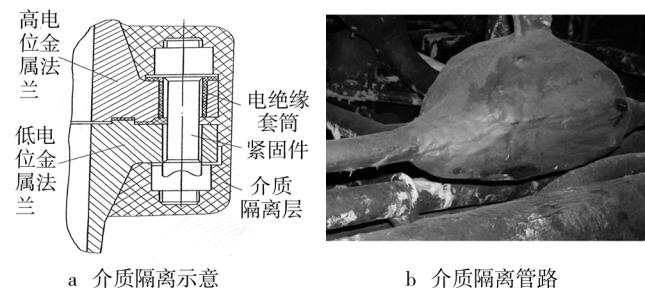 高电
位金
属法
兰
低电
位金
属法
兰
电绝缘
套筒
紧固件
介质
隔离层
a 介质隔离示意
b 介质隔离管路